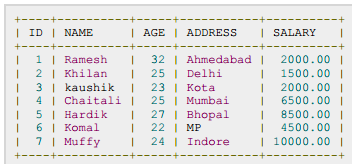 +----+----------+-----+-----------+----------+
| ID | NAME     | AGE | ADDRESS   | SALARY   |
+----+----------+-----+-----------+----------+
|  1 | Ramesh   |  32 | Ahmedabad |  2000.00 |
|  2 | Khilan   |  25 | Delhi     |  1500.00 |
|  3 | kaushik  |  23 | Kota      |  2000.00 |
|  4 | Chaitali |  25 | Mumbai    |  6500.00 |
|  5 | Hardik   |  27 | Bhopal    |  8500.00 |
|  6 | Komal    |  22 | MP        |  4500.00 |
|  7 | Muffy    |  24 | Indore    | 10000.00 |
+----+----------+-----+-----------+----------+